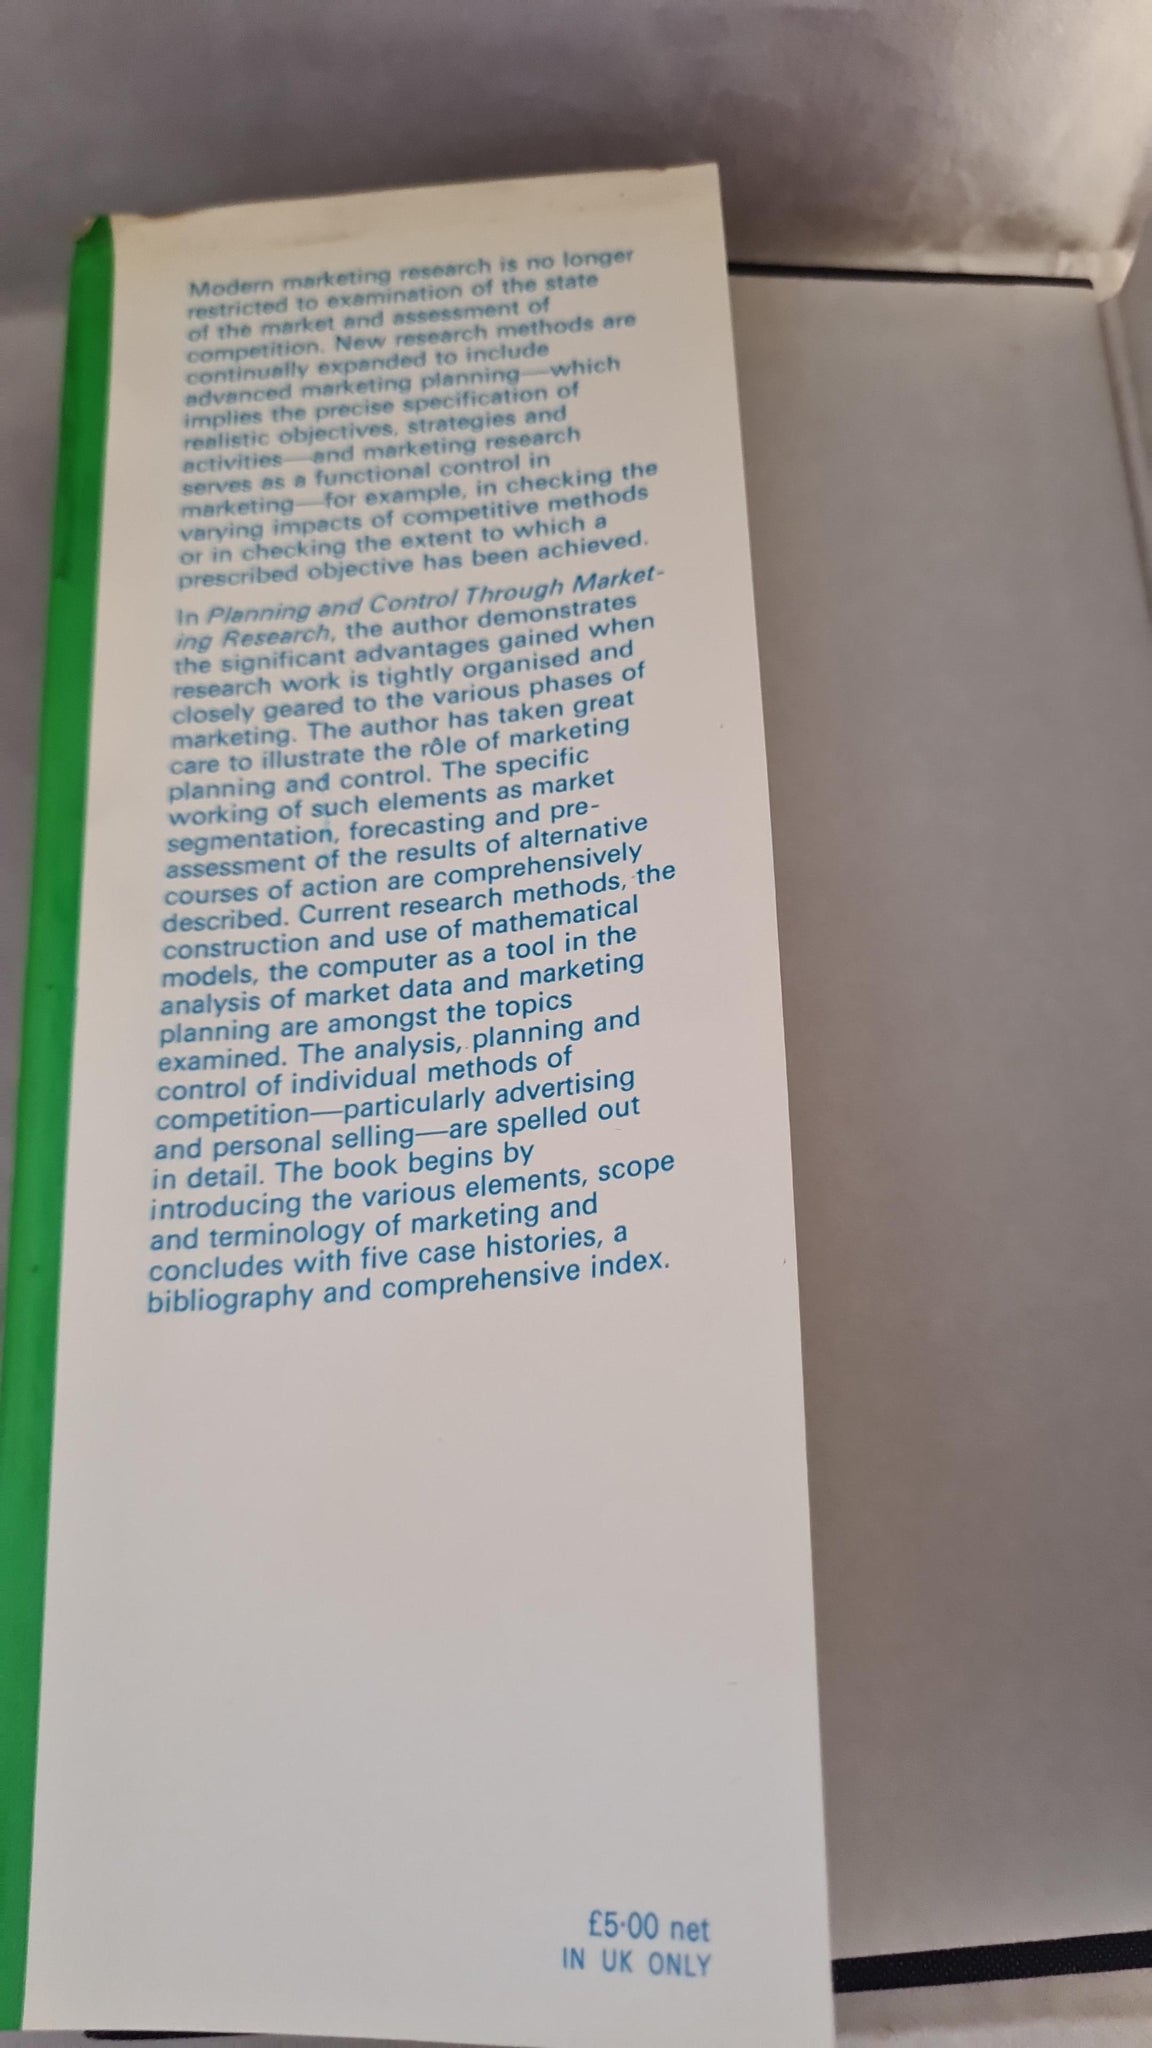 Modern marketing research is no longer
restricted to examination of the state
of the market and assessment of
competition. New research methods are
continually expanded to include
advanced marketing planning—which
implies the precise specification of
realistic objectives, strategies and
activities—and marketing research
serves as a functional control in
marketing—for example, in checking the
varying impacts of competitive methods
or in checking the extent to which a
prescribed objective has been achieved.
In Planning and Control Through Market-
ing Research, the author demonstrates
the significant advantages gained when
research work is tightly organised and
closely geared to the various phases of
marketing. The author has taken great
care to illustrate the rôle of marketing
planning and control. The specific
working of such elements as market
segmentation, forecasting and pre-
assessment of the results of alternative
courses of action are comprehensively
described. Current research methods, the
construction and use of mathematical
models, the computer as a tool in the
analysis of market data and marketing
planning are amongst the topics
examined. The analysis, planning and
control of individual methods of
competition—particularly advertising
and personal selling—are spelled out
in detail. The book begins by
introducing the various elements, scope
and terminology of marketing and
concludes with five case histories, a
bibliography and comprehensive index.
£5·00 net
IN UK ONLY